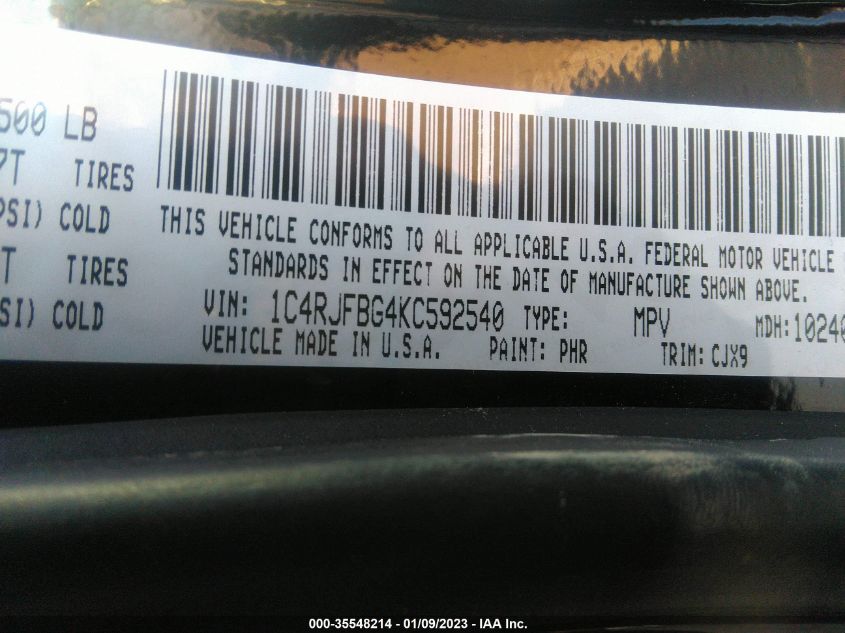 500 LB
7T TIRES
PSI) COLD
THIS VEHICLE CONFORMS TO ALL APPLICABLE U.S.A. FEDERAL MOTOR VEHICLE
T TIRES
STANDARDS IN EFFECT ON THE DATE OF MANUFACTURE SHOWN ABOVE.
SI) COLD
VIN: 1C4RJFBG4KC592540 TYPE: MPV MDH: 10240
VEHICLE MADE IN U.S.A. PAINT: PHR TRIM: CJX9
000-35548214 - 01/09/2023 - IAA Inc.